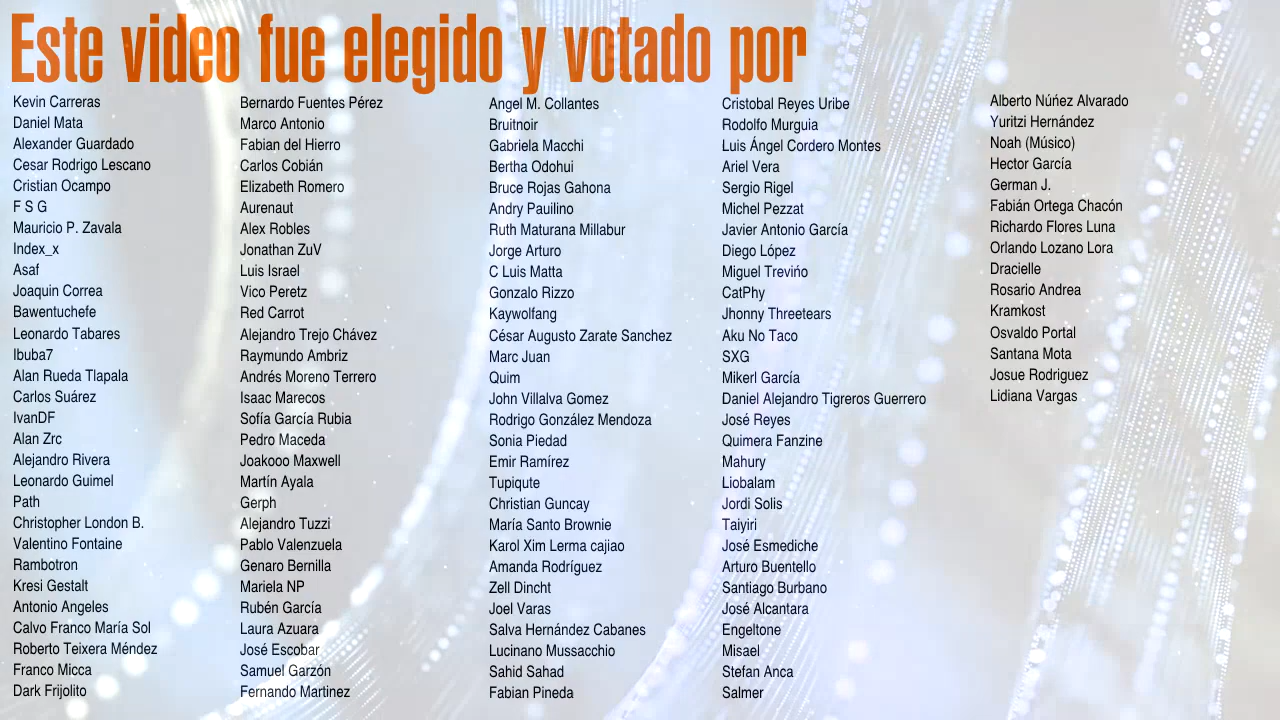 Este video fue elegido y votado por
Kevin Carreras
Daniel Mata
Alexander Guardado
Cesar Rodrigo Lescano
Cristian Ocampo
F S G
Mauricio P. Zavala
Index_x
Asaf
Joaquin Correa
Bawentuchefe
Leonardo Tabares
Ibuba7
Alan Rueda Tlapala
Carlos Suárez
IvanDF
Alan Zrc
Alejandro Rivera
Leonardo Guimel
Path
Christopher London B.
Valentino Fontaine
Rambotron
Kresi Gestalt
Antonio Angeles
Calvo Franco María Sol
Roberto Teixera Méndez
Franco Micca
Dark Frijolito
Bernardo Fuentes Pérez
Marco Antonio
Fabian del Hierro
Carlos Cobián
Elizabeth Romero
Aurenaut
Alex Robles
Jonathan ZuV
Luis Israel
Vico Peretz
Red Carrot
Alejandro Trejo Chávez
Raymundo Ambriz
Andrés Moreno Terrero
Isaac Marecos
Sofía García Rubia
Pedro Maceda
Joakooo Maxwell
Martín Ayala
Gerph
Alejandro Tuzzi
Pablo Valenzuela
Genaro Bernilla
Mariela NP
Rubén García
Laura Azuara
José Escobar
Samuel Garzón
Fernando Martinez
Angel M. Collantes
Bruitnoir
Gabriela Macchi
Bertha Odohui
Bruce Rojas Gahona
Andry Pauilino
Ruth Maturana Millabur
Jorge Arturo
C Luis Matta
Gonzalo Rizzo
Kaywolfang
César Augusto Zarate Sanchez
Marc Juan
Quim
John Villalva Gomez
Rodrigo González Mendoza
Sonia Piedad
Emir Ramírez
Tupiqute
Christian Guncay
María Santo Brownie
Karol Xim Lerma cajiao
Amanda Rodríguez
Zell Dincht
Joel Varas
Salva Hernández Cabanes
Lucinano Mussacchio
Sahid Sahad
Fabian Pineda
Cristobal Reyes Uribe
Rodolfo Murguia
Luis Ángel Cordero Montes
Ariel Vera
Sergio Rigel
Michel Pezzat
Javier Antonio García
Diego López
Miguel Treviño
CatPhy
Jhonny Threetears
Aku No Taco
SXG
Mikerl García
Daniel Alejandro Tigreros Guerrero
José Reyes
Quimera Fanzine
Mahury
Liobalam
Jordi Solis
Taiyiri
José Esmediche
Arturo Buentello
Santiago Burbano
José Alcantara
Engeltone
Misael
Stefan Anca
Salmer
Alberto Núñez Alvarado
Yuritzi Hernández
Noah (Músico)
Hector García
German J.
Fabián Ortega Chacón
Richardo Flores Luna
Orlando Lozano Lora
Dracielle
Rosario Andrea
Kramkost
Osvaldo Portal
Santana Mota
Josue Rodriguez
Lidiana Vargas